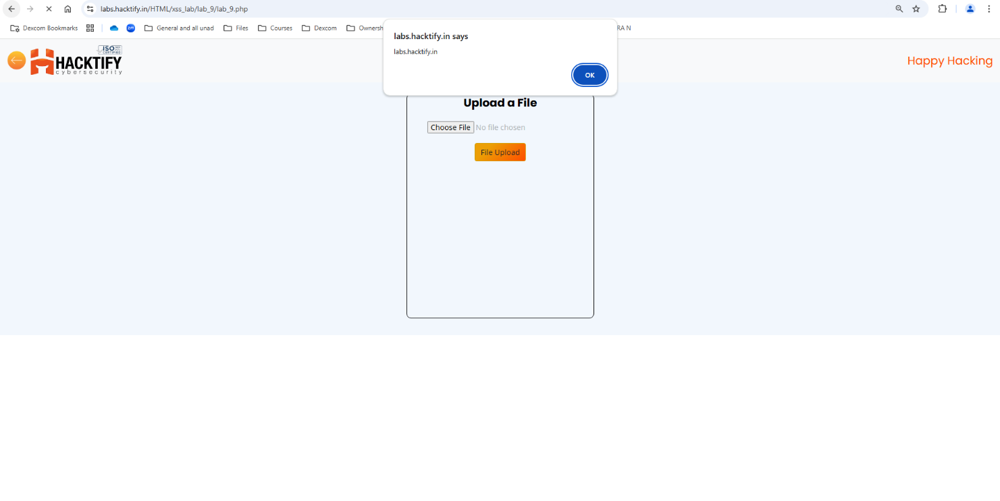 labs.hacktify.in/HTML/xss_lab/lab_9/lab_9.php
Dexcom Bookmarks
zm
General and all unad
Files
Courses
Dexcom
Ownersh
RA N
labs.hacktify.in says
labs.hacktify.in
OK
ISO
CERTIFIED
HACKTIFY
cybersecurity
Happy Hacking
Upload a File
Choose File No file chosen
File Upload